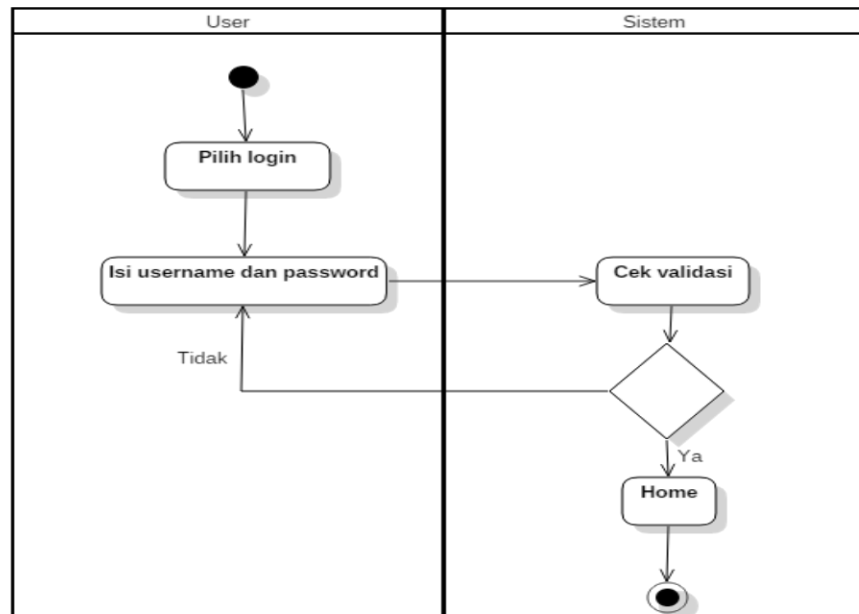 User
Sistem
Pilih login
Isi username dan password
Cek validasi
Tidak
Ya
Home